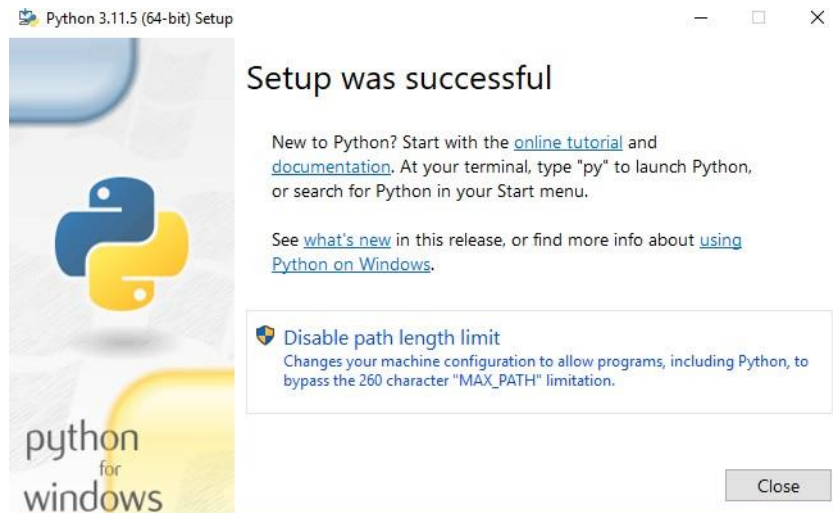 Python 3.11.5 (64-bit) Setup
Setup was successful
New to Python? Start with the online tutorial and
documentation. At your terminal, type "py" to launch Python,
or search for Python in your Start menu.
See what's new in this release, or find more info about using
Python on Windows.
Disable path length limit
Changes your machine configuration to allow programs, including Python, to
bypass the 260 character "MAX_PATH" limitation.
python
for
windows
Close